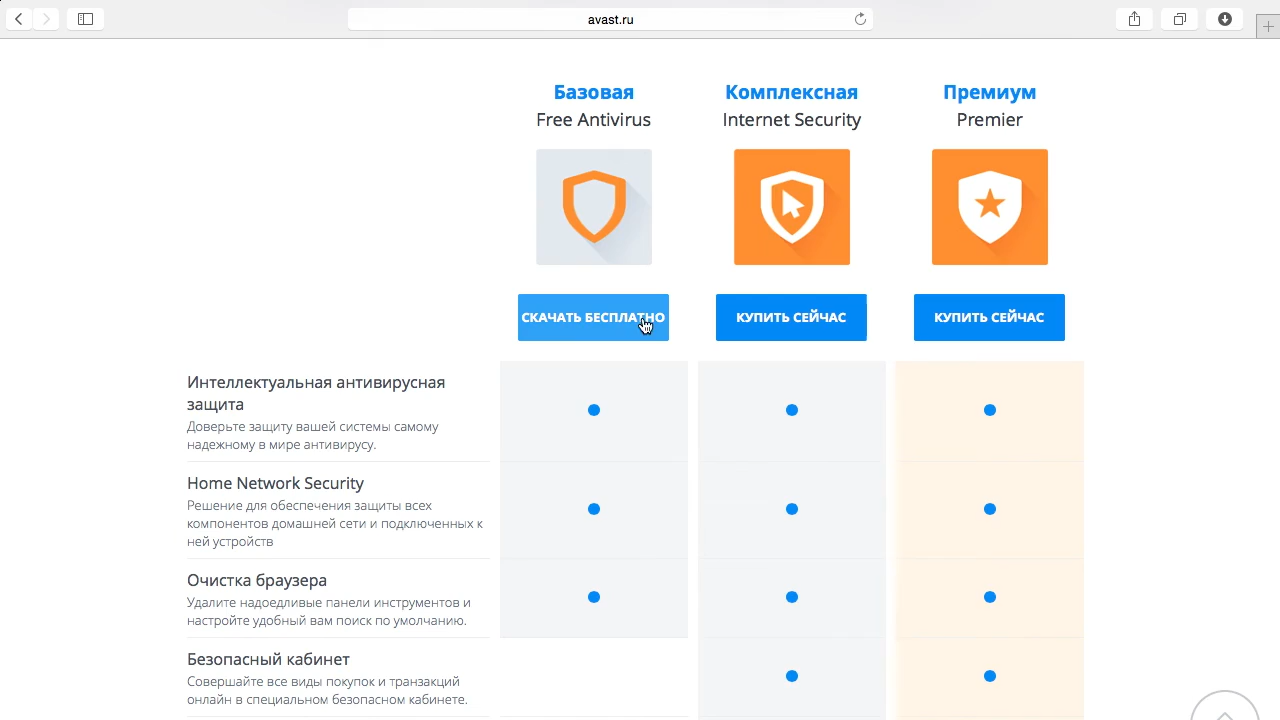 avast.ru
Базовая
Free Antivirus
Комплексная
Internet Security
Премиум
Premier
СКАЧАТЬ БЕСПЛАТНО
КУПИТЬ СЕЙЧАС
КУПИТЬ СЕЙЧАС
Интеллектуальная антивирусная
защита
Доверьте защиту вашей системы самому
надежному в мире антивирусу.
Home Network Security
Решение для обеспечения защиты всех
компонентов домашней сети и подключенных к
ней устройств
Очистка браузера
Удалите надоедливые панели инструментов и
настройте удобный вам поиск по умолчанию.
Безопасный кабинет
Совершайте все виды покупок и транзакций
онлайн в специальном безопасном кабинете.